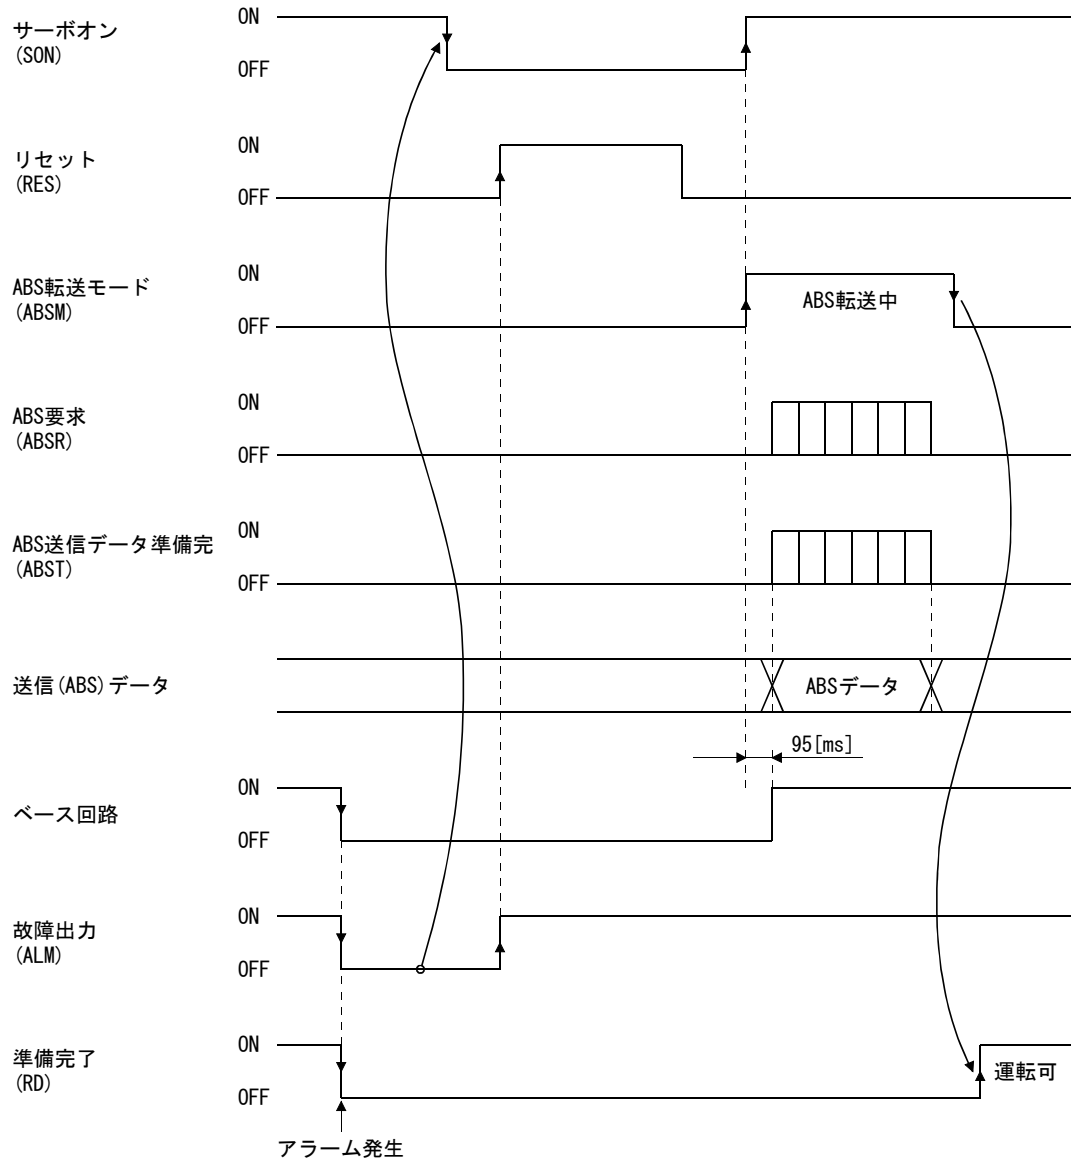 サーボオン
(SON)
ON
OFF
リセット
(RES)
ON
OFF
ABS転送モード
(ABSM)
ON
OFF
ABS転送中
ABS要求
(ABSR)
ON
OFF
ABS送信データ準備完
(ABST)
ON
OFF
送信(ABS)データ
ABSデータ
95[ms]
ベース回路
ON
OFF
故障出力
(ALM)
ON
OFF
準備完了
(RD)
ON
OFF
運転可
アラーム発生